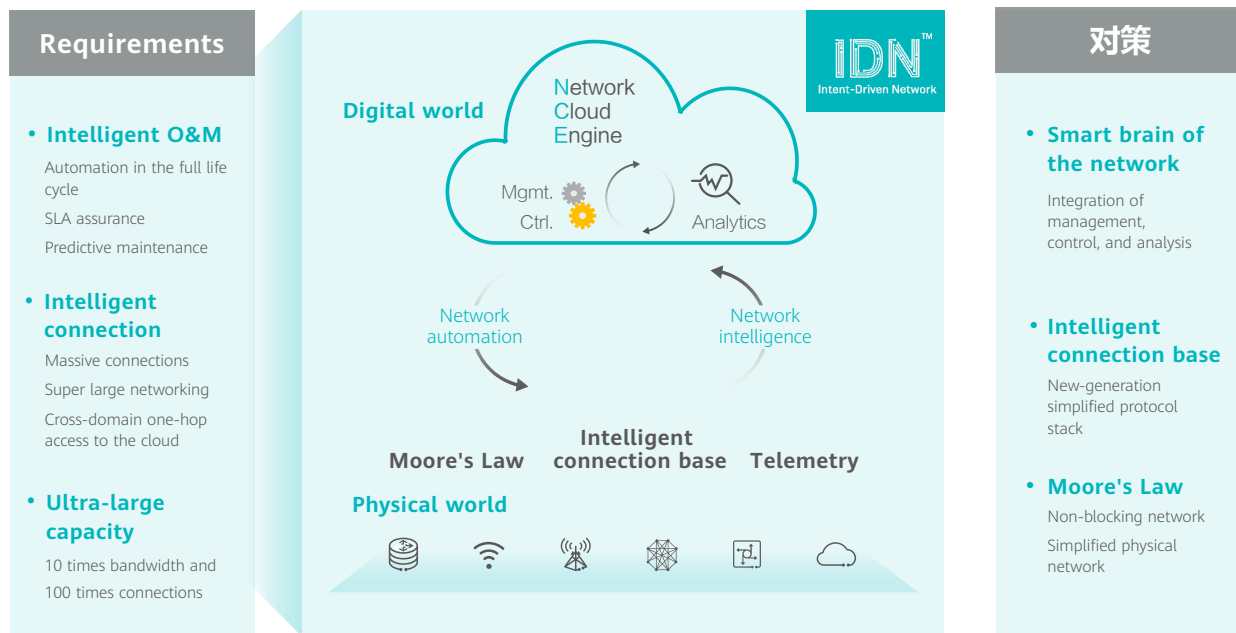 Requirements
• Intelligent O&M
Automation in the full life
cycle
SLA assurance
Predictive maintenance
• Intelligent
connection
Massive connections
Super large networking
Cross-domain one-hop
access to the cloud
• Ultra-large
capacity
10 times bandwidth and
100 times connections
IDN™
Intent-Driven Network
Digital world
Network
Cloud
Engine
Mgmt.
Ctrl.
Analytics
Network
automation
Network
intelligence
Moore's Law
Intelligent
connection base
Telemetry
Physical world
对策
• Smart brain of
the network
Integration of
management,
control, and analysis
• Intelligent
connection base
New-generation
simplified protocol
stack
• Moore's Law
Non-blocking network
Simplified physical
network